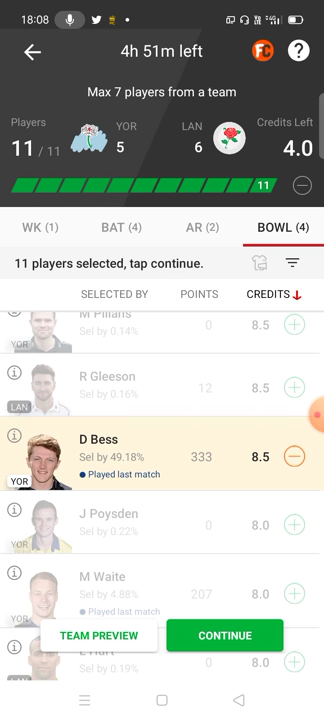 18:08
4h 51m left
FC
?
Max 7 players from a team
Players
11 / 11
YOR
5
LAN
6
Credits Left
4.0
11
WK (1)
BAT (4)
AR (2)
BOWL (4)
11 players selected, tap continue.
SELECTED BY
POINTS
CREDITS
M Pillans
Sel by 0.14%
0
8.5
YOR
R Gleeson
Sel by 0.16%
12
8.5
LAN
D Bess
Sel by 49.18%
333
8.5
Played last match
YOR
J Poysden
Sel by 0.22%
0
8.0
YOR
M Waite
Sel by 4.88%
207
8.0
Played last match
YOR
TEAM PREVIEW
CONTINUE
Sel by 0.19%
0
8.0
LAN